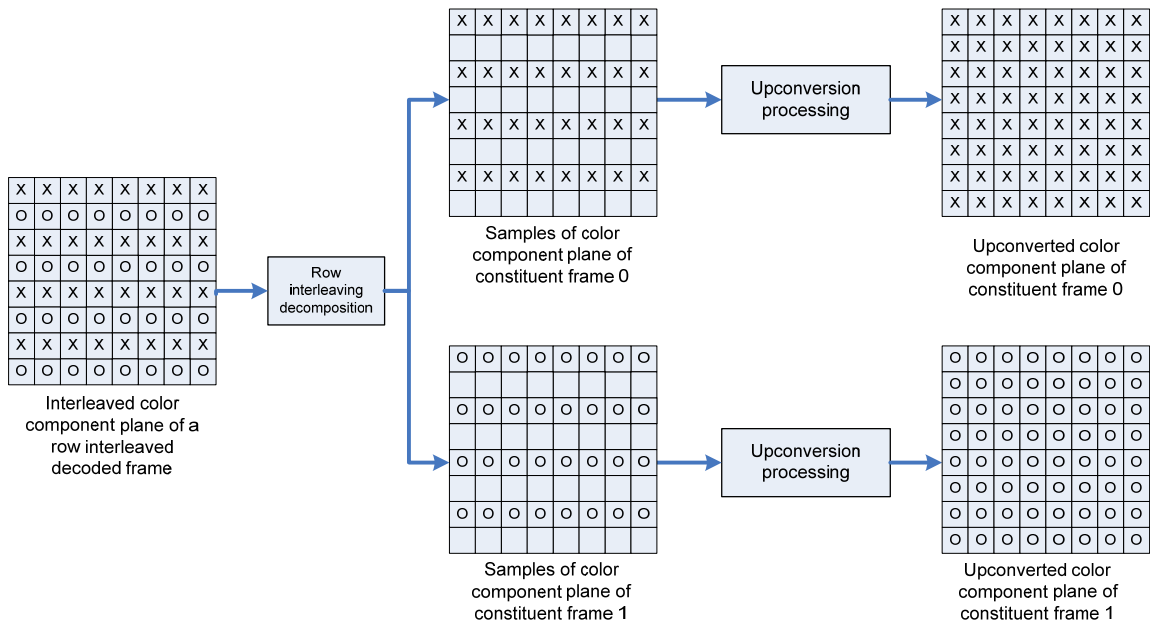 X X X X X X X X
O O O O O O O O
X X X X X X X X
O O O O O O O O
X X X X X X X X
O O O O O O O O
X X X X X X X X
O O O O O O O O
Interleaved color
component plane of a
row interleaved
decoded frame
Row
interleaving
decomposition
X X X X X X X X
X X X X X X X X
X X X X X X X X
X X X X X X X X
Samples of color
component plane of
constituent frame 0
Upconversion
processing
X X X X X X X X
X X X X X X X X
X X X X X X X X
X X X X X X X X
X X X X X X X X
X X X X X X X X
X X X X X X X X
X X X X X X X X
Upconverted color
component plane of
constituent frame 0
O O O O O O O O
O O O O O O O O
O O O O O O O O
O O O O O O O O
Samples of color
component plane of
constituent frame 1
Upconversion
processing
O O O O O O O O
O O O O O O O O
O O O O O O O O
O O O O O O O O
O O O O O O O O
O O O O O O O O
O O O O O O O O
O O O O O O O O
Upconverted color
component plane of
constituent frame 1